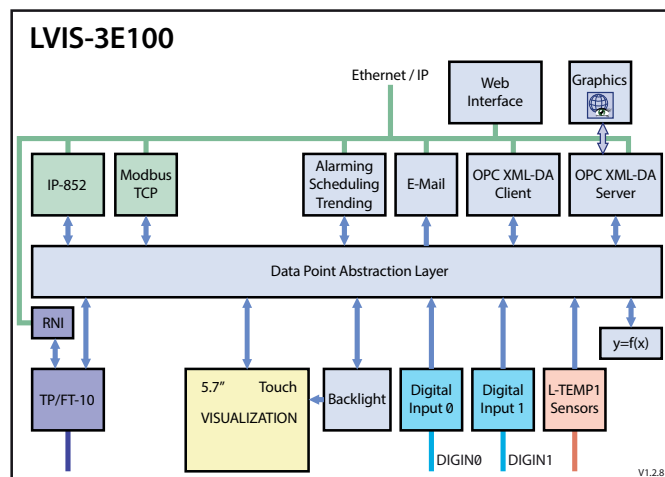 LVIS-3E100
Ethernet / IP
Web
Interface
Graphics
IP-852
Modbus
TCP
Alarming
Scheduling
Trending
E-Mail
OPC XML-DA
Client
OPC XML-DA
Server
Data Point Abstraction Layer
RNI
y=f(x)
TP/FT-10
5.7” Touch
VISUALIZATION
Backlight
Digital
Input 0
Digital
Input 1
L-TEMP1
Sensors
DIGIN0
DIGIN1
V1.2.8